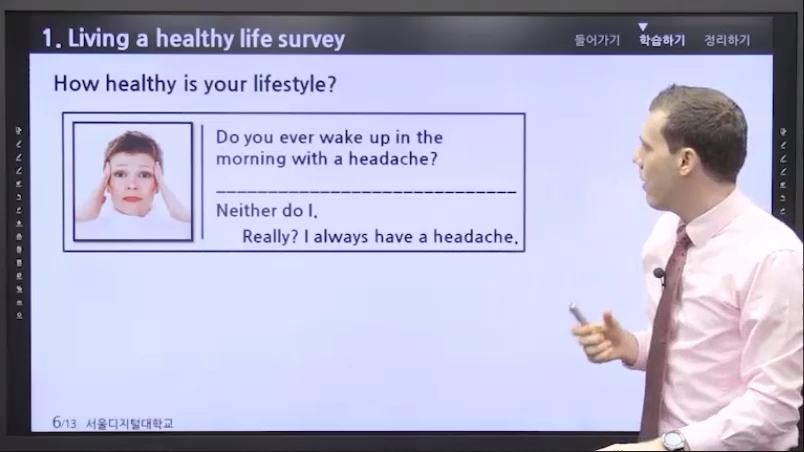 1. Living a healthy life survey
들어가기 학습하기 정리하기
How healthy is your lifestyle?
Do you ever wake up in the
morning with a headache?
Neither do I.
Really? I always have a headache.
6/13 서울디지털대학교